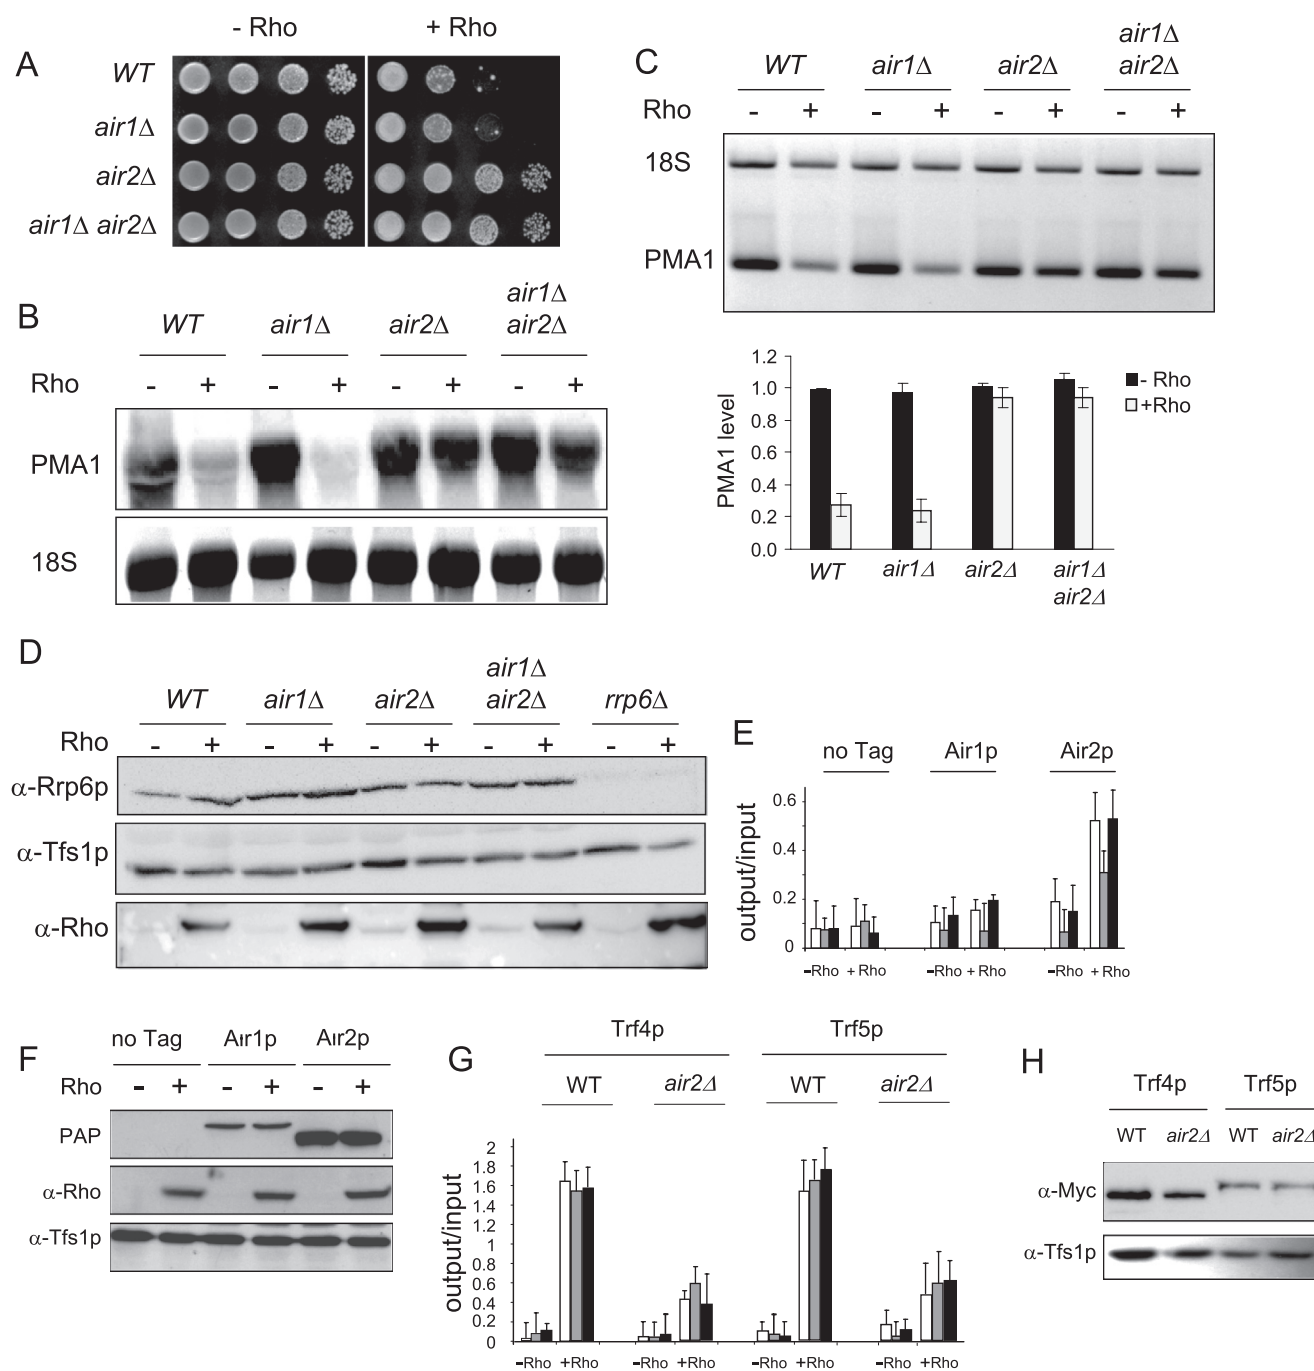 - Rho + Rho
A
WT
air1Δ
air2Δ
air1Δ air2Δ
B
WT air1Δ air2Δ air1Δ air2Δ
Rho - + - + - + - +
PMA1
18S
C
WT air1Δ air2Δ air1Δ air2Δ
Rho - + - + - + - +
18S
PMA1
PMA1 level
1.2
1.0
0.8
0.6
0.4
0.2
0.0
WT air1Δ air2Δ air1Δ
air2Δ
- Rho
+Rho
D
WT air1Δ air2Δ air1Δ air2Δ rrp6Δ
Rho - + - + - + - + - +
α-Rrp6p
α-Tfs1p
α-Rho
E
no Tag Air1p Air2p
output/input
0.6
0.4
0.2
0
-Rho + Rho -Rho + Rho -Rho + Rho
F
no Tag Aır1p Aır2p
Rho - + - + - +
PAP
α-Rho
α-Tfs1p
G
Trf4p Trf5p
WT air2Δ WT air2Δ
output/input
2
1.8
1.6
1.4
1.2
1
0.8
0.6
0.4
0.2
0
-Rho +Rho -Rho +Rho -Rho +Rho -Rho +Rho
H
Trf4p Trf5p
WT air2Δ WT air2Δ
α-Myc
α-Tfs1p